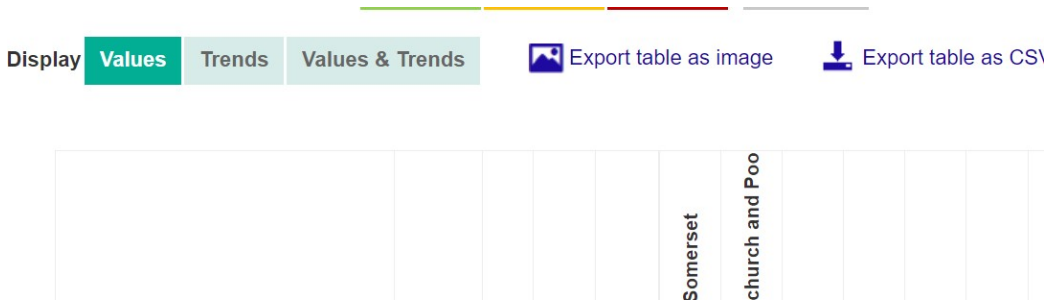 Display Values Trends Values & Trends Export table as image Export table as CSV
Somerset
church and Poo